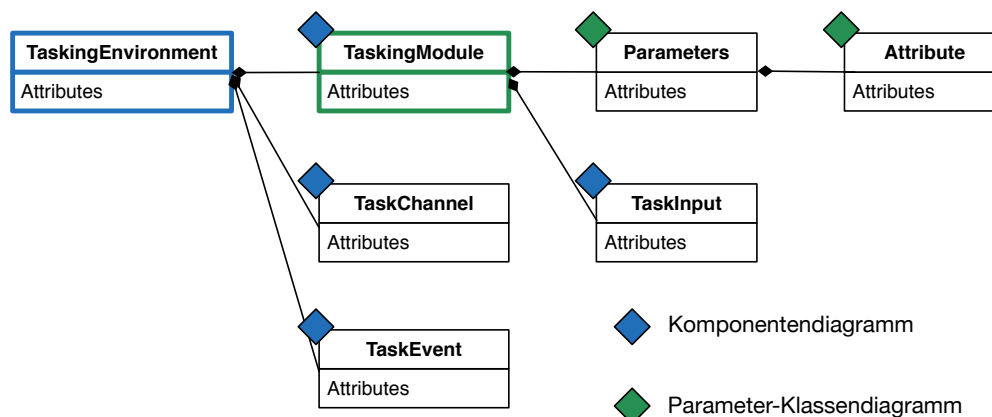 TaskingEnvironment
Attributes
TaskingModule
Attributes
Parameters
Attributes
Attribute
Attributes
TaskChannel
Attributes
TaskInput
Attributes
TaskEvent
Attributes
Komponentendiagramm
Parameter-Klassendiagramm